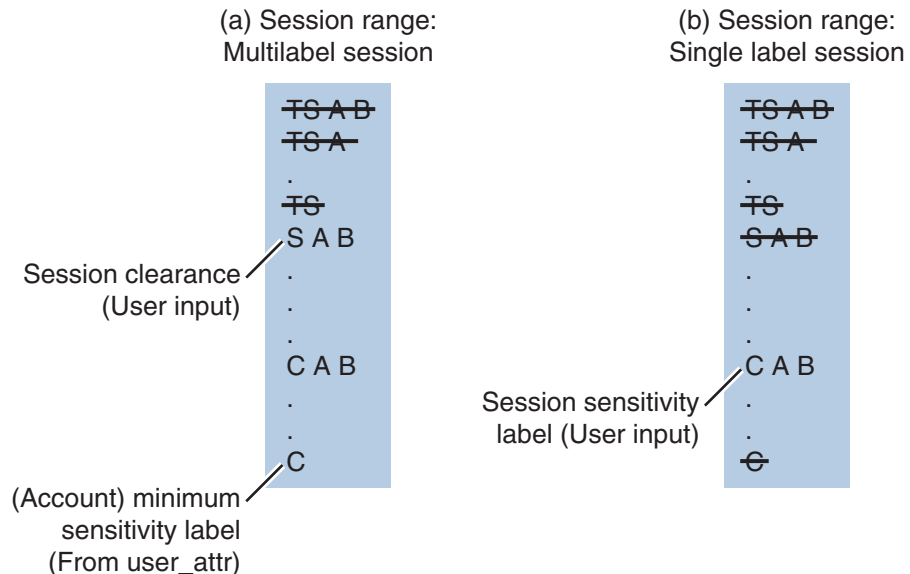 (a) Session range:
Multilabel session
TS A B
TS A
.
TS
S A B
Session clearance
(User input)
.
.
.
C A B
.
.
C
(Account) minimum
sensitivity label
(From user_attr)
(b) Session range:
Single label session
TS A B
TS A
.
TS
S A B
.
.
.
C A B
Session sensitivity
label (User input)
.
.
C